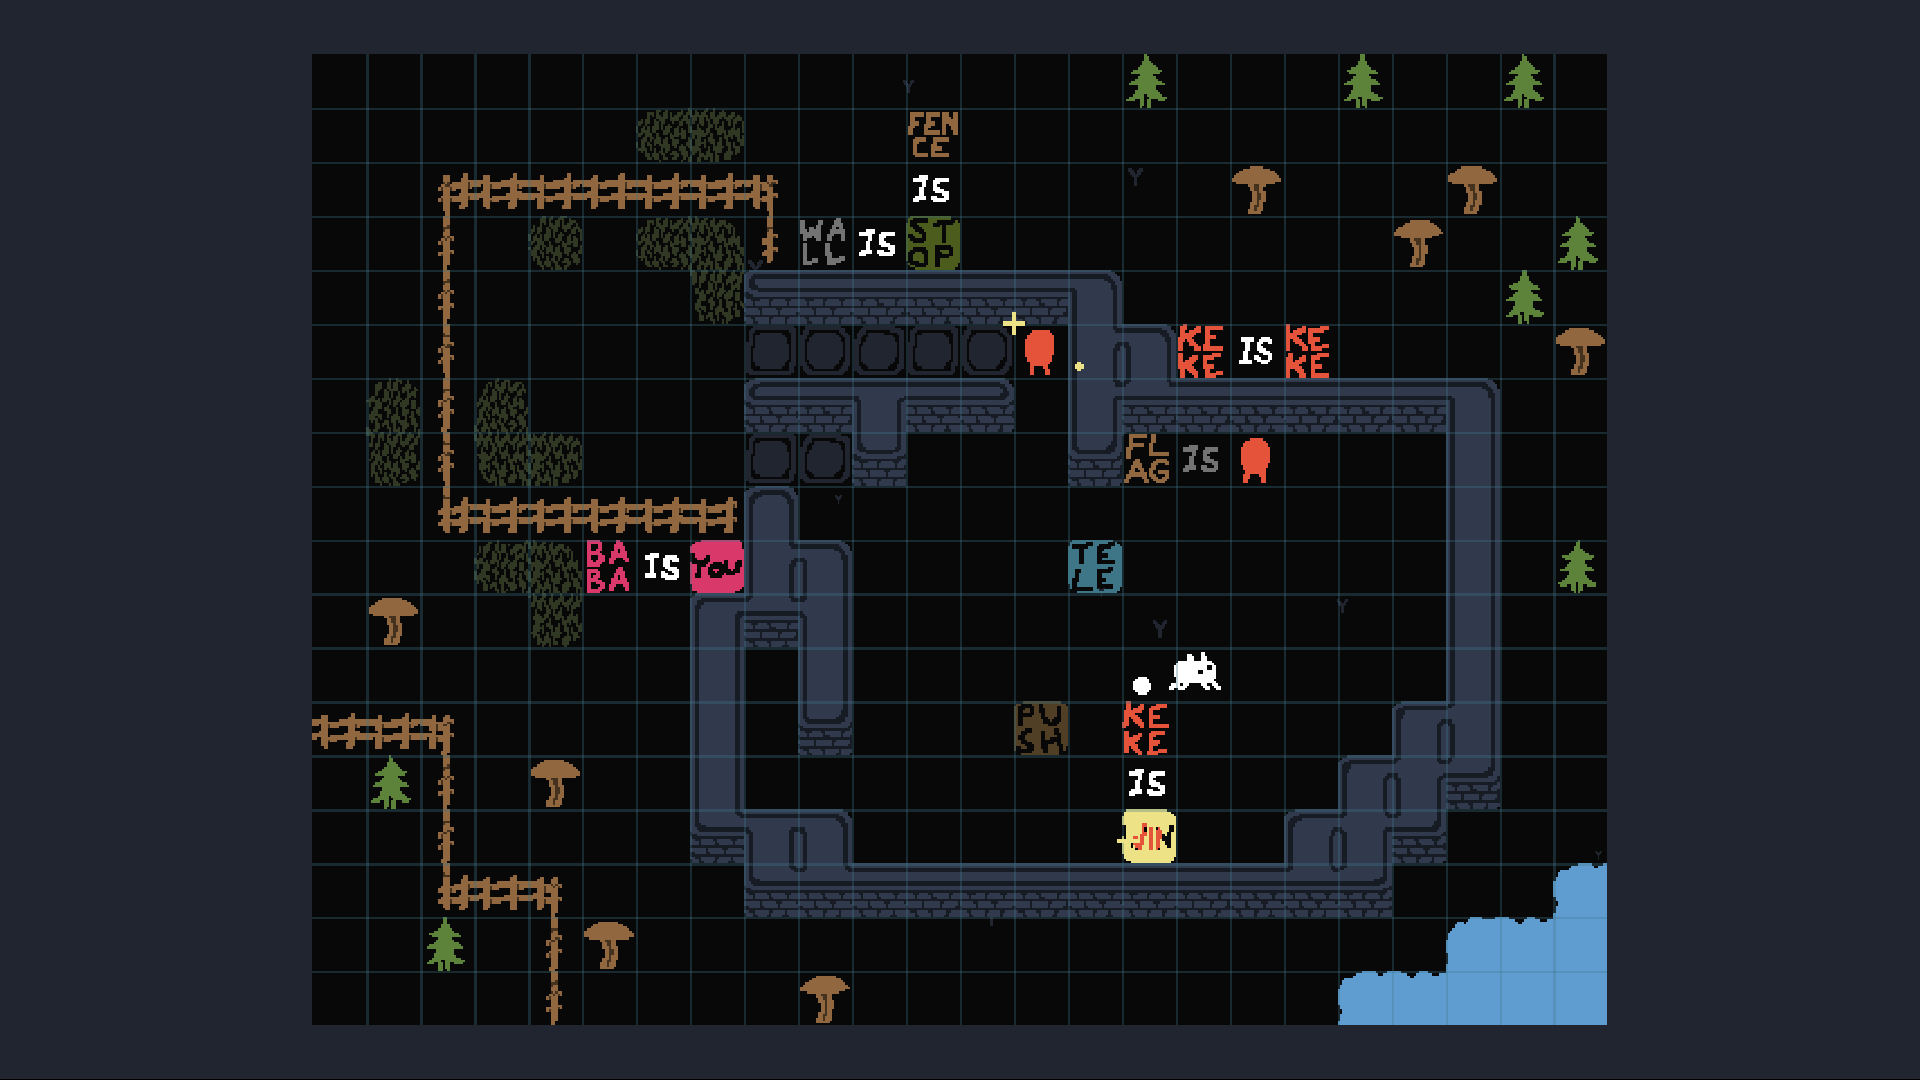 FENCE
IS
WALL IS STOP
KEKE IS KEKE
FLAG IS
BABA IS YOU
TELE
PUSH
KEKE
IS
WIN